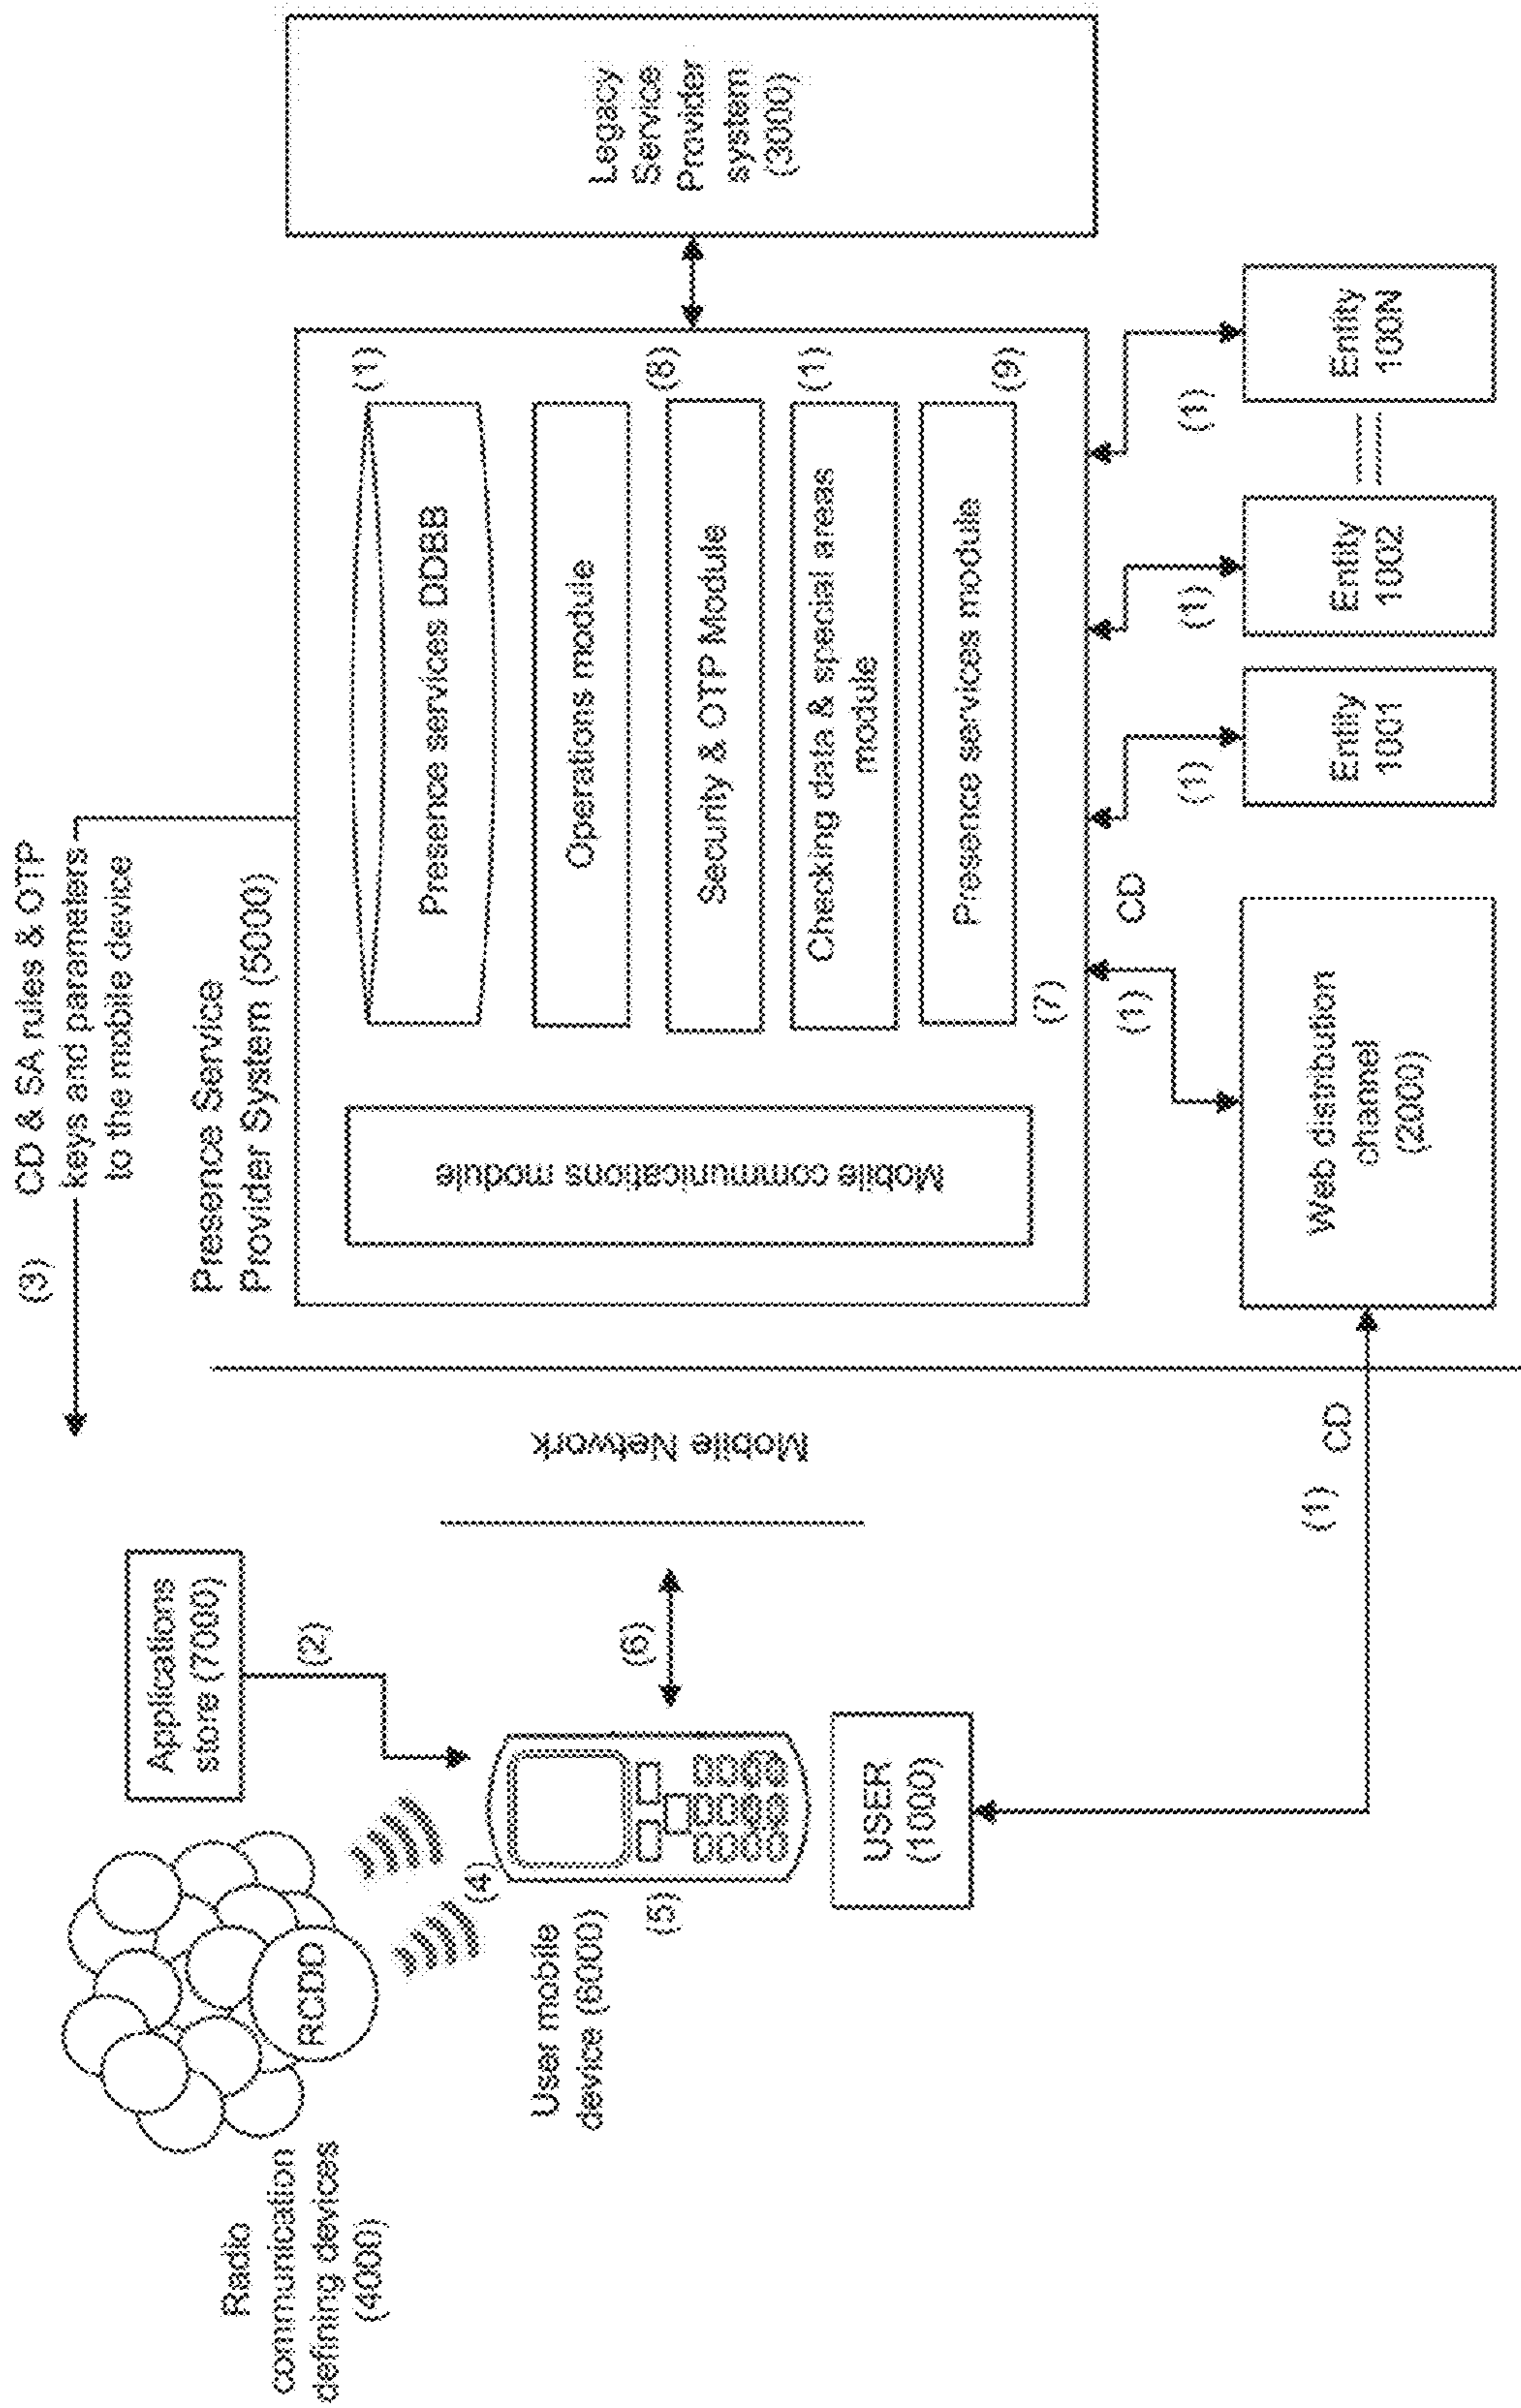 (3)
CD & SA rules & OTP
keys and parameters
to the mobile device
Presence Service
Provider System (5000)
Applications
store (7000)
(2)
Radio
communication
defining devices
(4000)
RCDD
(4)
User mobile
device (6000)
(5)
(6)
USER
(1000)
Mobile Network
Mobile communications module
Presence services DDBB
(1)
Operations module
Security & OTP Module
(8)
Checking data & special areas
module
(1)
Presence services module
(9)
(7)
Legacy
Service
Provider
system
(3000)
(1)
CD
(1)
(1)
(1)
(1)
CD
Web distribution
channel
(2000)
Entity
1001
Entity
1002
Entity
100N